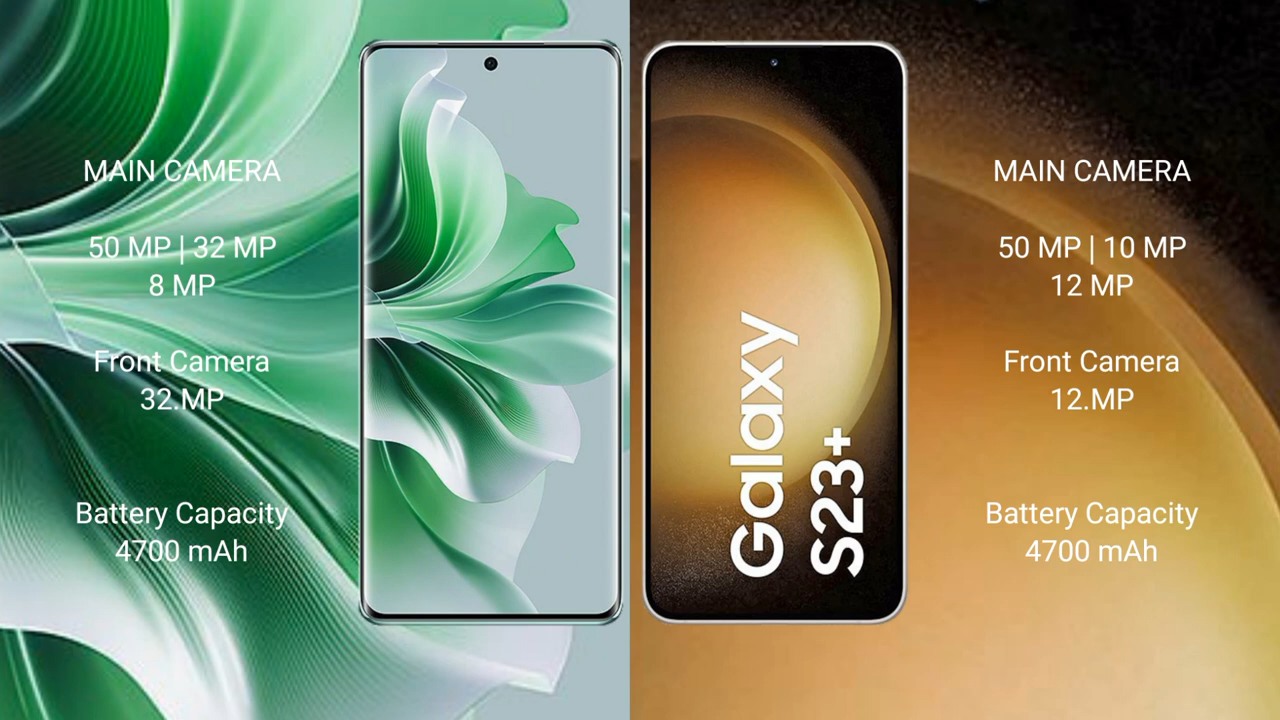 MAIN CAMERA
50 MP | 32 MP
8 MP
Front Camera
32.MP
Battery Capacity
4700 mAh
Galaxy
S23+
MAIN CAMERA
50 MP | 10 MP
12 MP
Front Camera
12.MP
Battery Capacity
4700 mAh